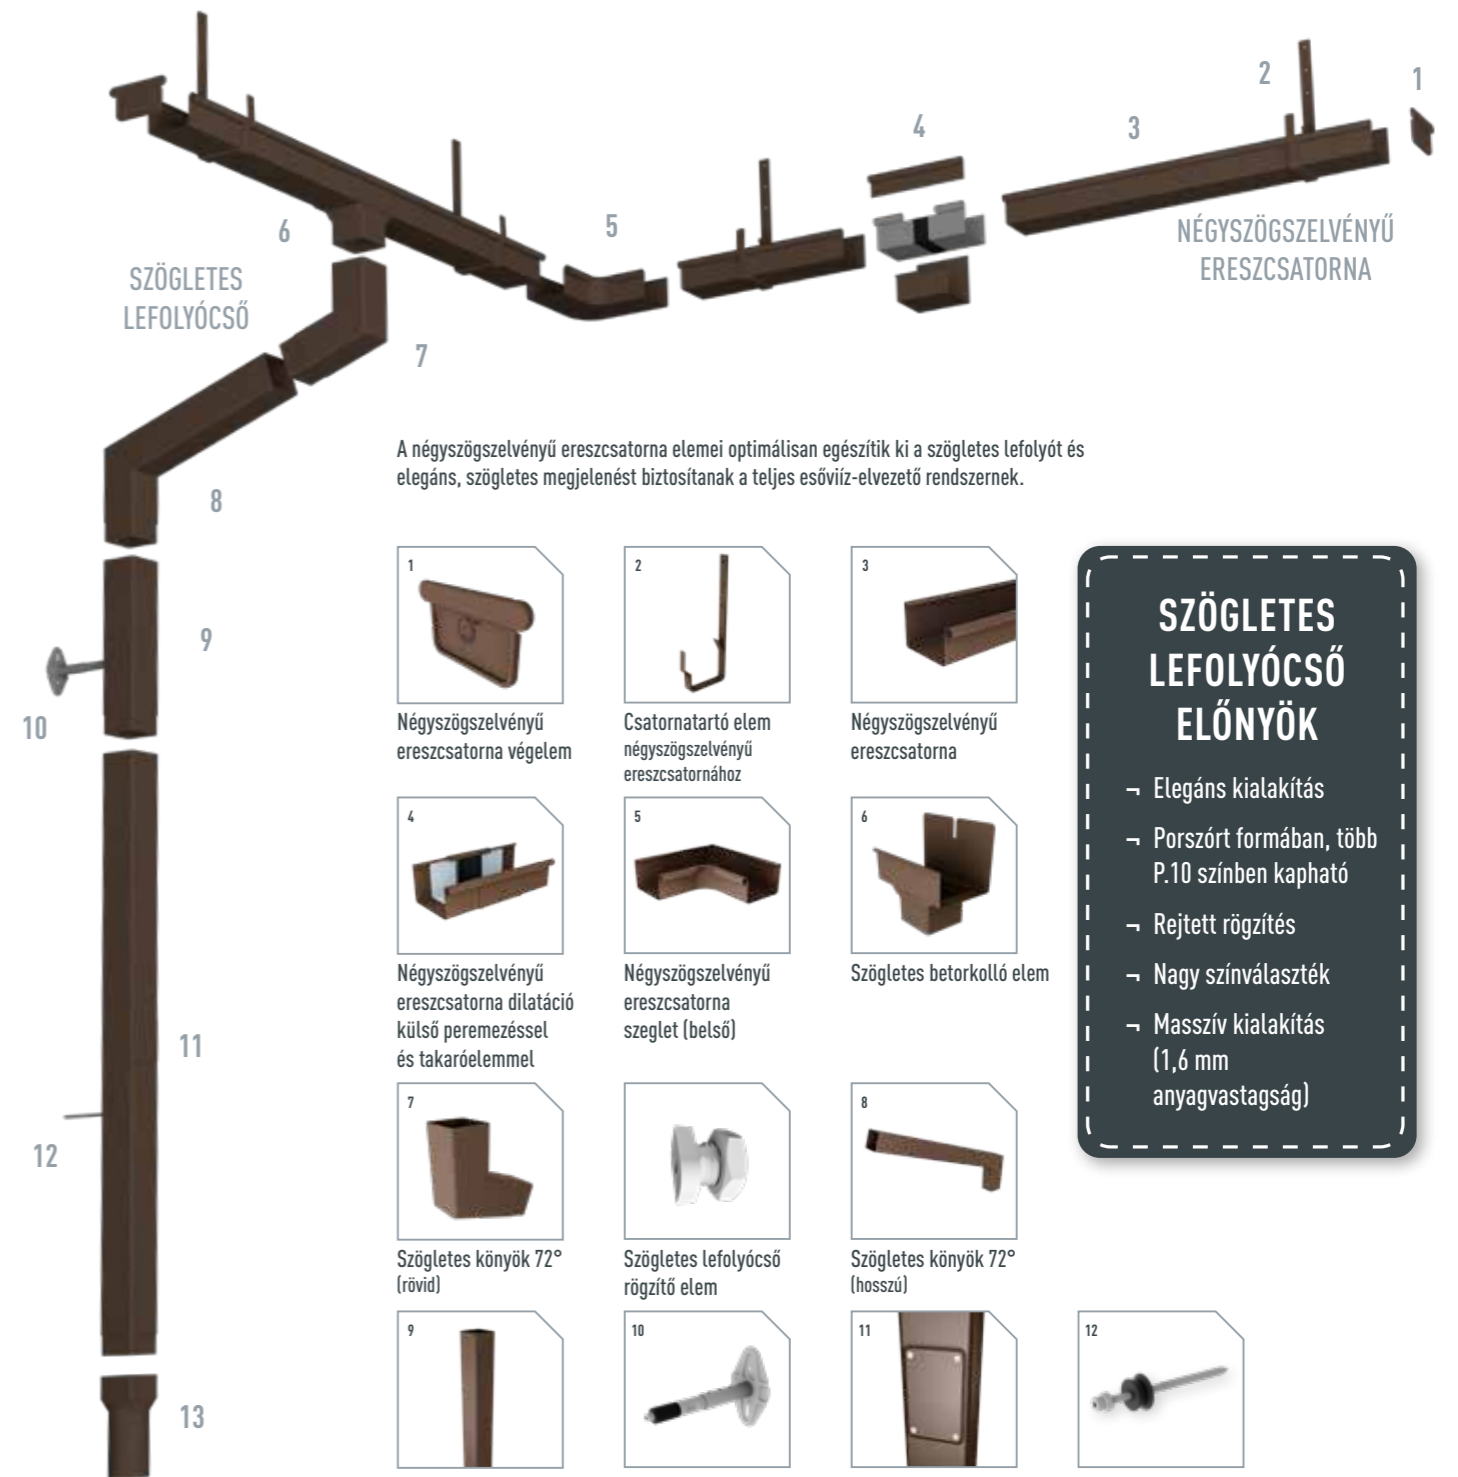 2
1
4
3
6
5
NÉGYSZÖGSZELVÉNYŰ
ERESZCSATORNA
SZÖGLETES
LEFOLYÓCSŐ
7
A négyszögszelvényű ereszcsatorna elemei optimálisan egészítik ki a szögletes lefolyót és
elegáns, szögletes megjelenést biztosítanak a teljes esővíiz-elvezető rendszernek.
8
9
10
11
12
13
1
Négyszögszelvényű
ereszcsatorna végelem
2
Csatornatartó elem
négyszögszelvényű
ereszcsatornához
3
Négyszögszelvényű
ereszcsatorna
4
Négyszögszelvényű
ereszcsatorna dilatáció
külső peremezéssel
és takaróelemmel
5
Négyszögszelvényű
ereszcsatorna
szeglet (belső)
6
Szögletes betorkolló elem
7
Szögletes könyök 72°
(rövid)
Szögletes lefolyócső
rögzítő elem
8
Szögletes könyök 72°
(hosszú)
9
10
11
12
SZÖGLETES
LEFOLYÓCSŐ
ELŐNYÖK
¬ Elegáns kialakítás
¬ Porszórt formában, több
P.10 színben kapható
¬ Rejtett rögzítés
¬ Nagy színválaszték
¬ Masszív kialakítás
(1,6 mm
anyagvastagság)